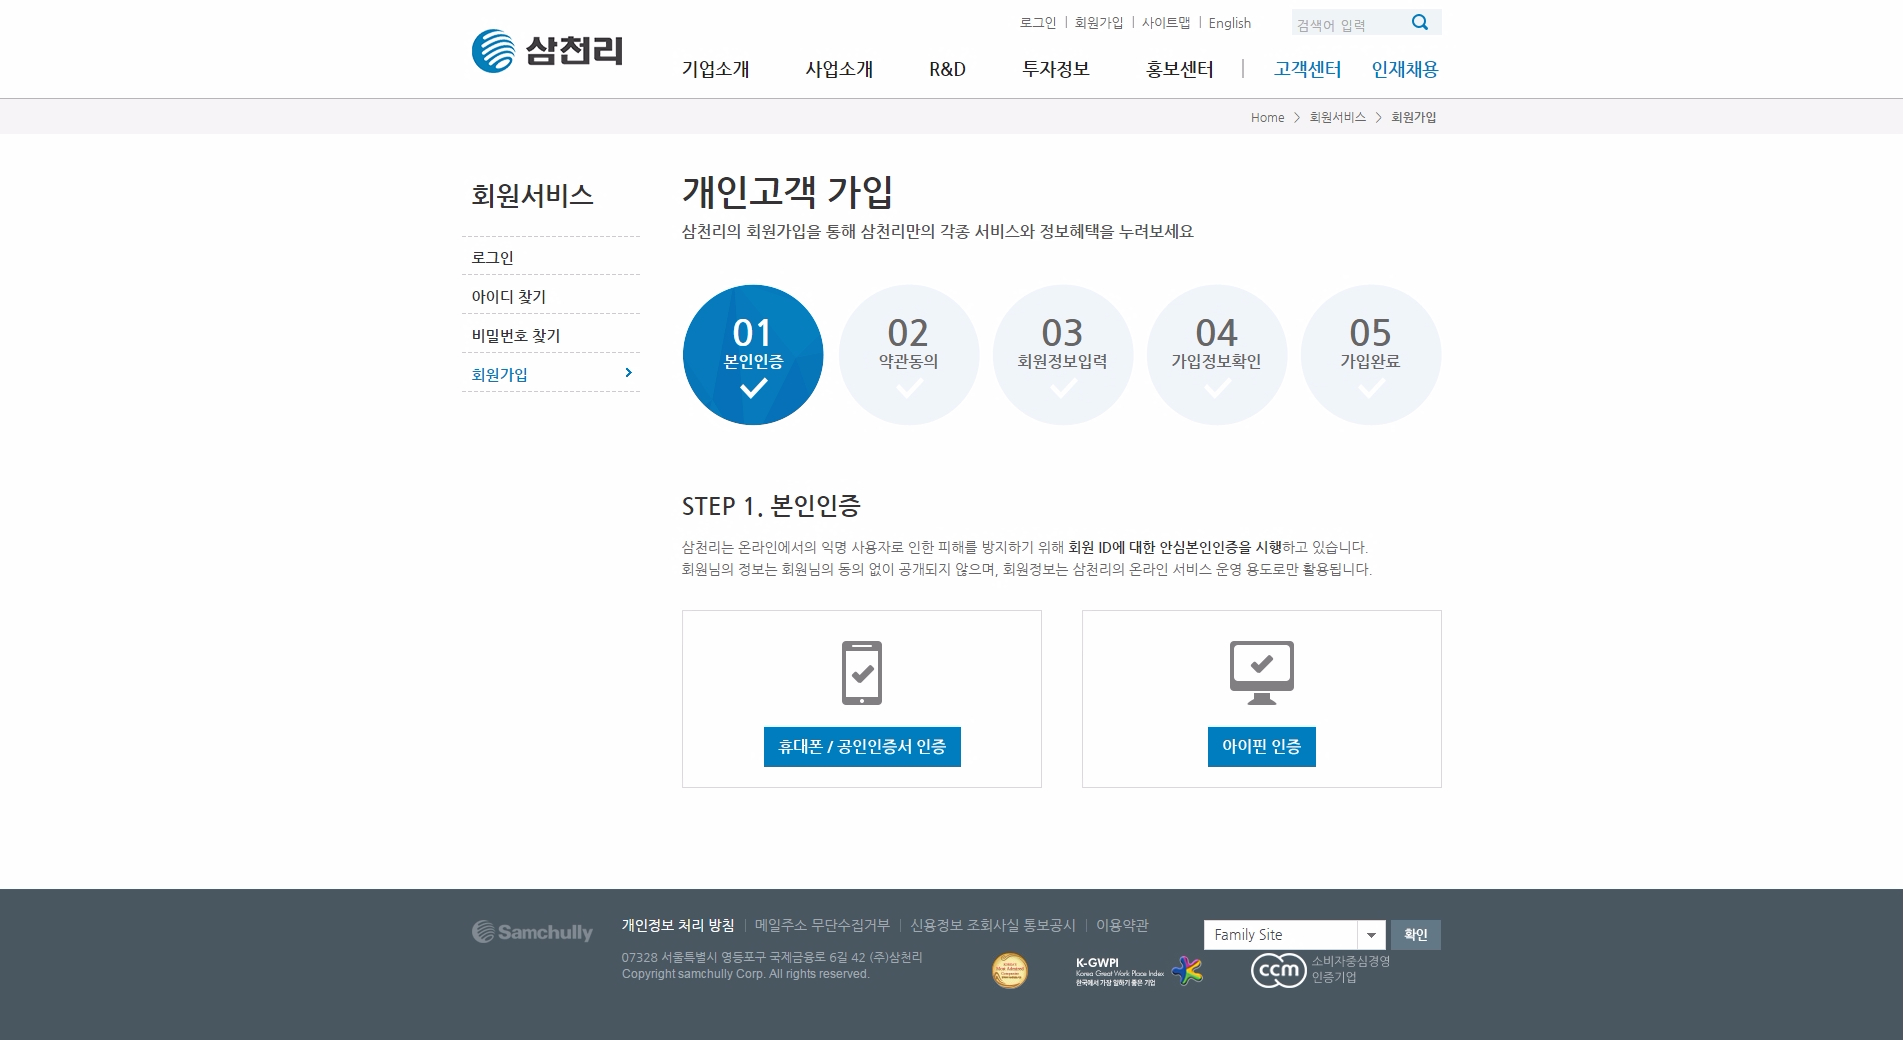 로그인 회원가입 사이트맵 English
검색어 입력
삼천리
기업소개 사업소개 R&D 투자정보 홍보센터 고객센터 인재채용
Home > 회원서비스 > 회원가입
회원서비스
로그인
아이디 찾기
비밀번호 찾기
회원가입
개인고객 가입
삼천리의 회원가입을 통해 삼천리만의 각종 서비스와 정보혜택을 누려보세요
01
본인인증
02
약관동의
03
회원정보입력
04
가입정보확인
05
가입완료
STEP 1. 본인인증
삼천리는 온라인에서의 익명 사용자로 인한 피해를 방지하기 위해 회원 ID에 대한 안심본인인증을 시행하고 있습니다.
회원님의 정보는 회원님의 동의 없이 공개되지 않으며, 회원정보는 삼천리의 온라인 서비스 운영 용도로만 활용됩니다.
휴대폰 / 공인인증서 인증
아이핀 인증
Samchully
개인정보 처리 방침 메일주소 무단수집거부 신용정보 조회사실 통보공시 이용약관
07328 서울특별시 영등포구 국제금융로 6길 42 (주)삼천리
Copyright samchully Corp. All rights reserved.
Family Site
확인
K-GWPI
Korea Great Work Place Index
한국에서 가장 일하기 좋은 기업
ccm
소비자중심경영
인증기업